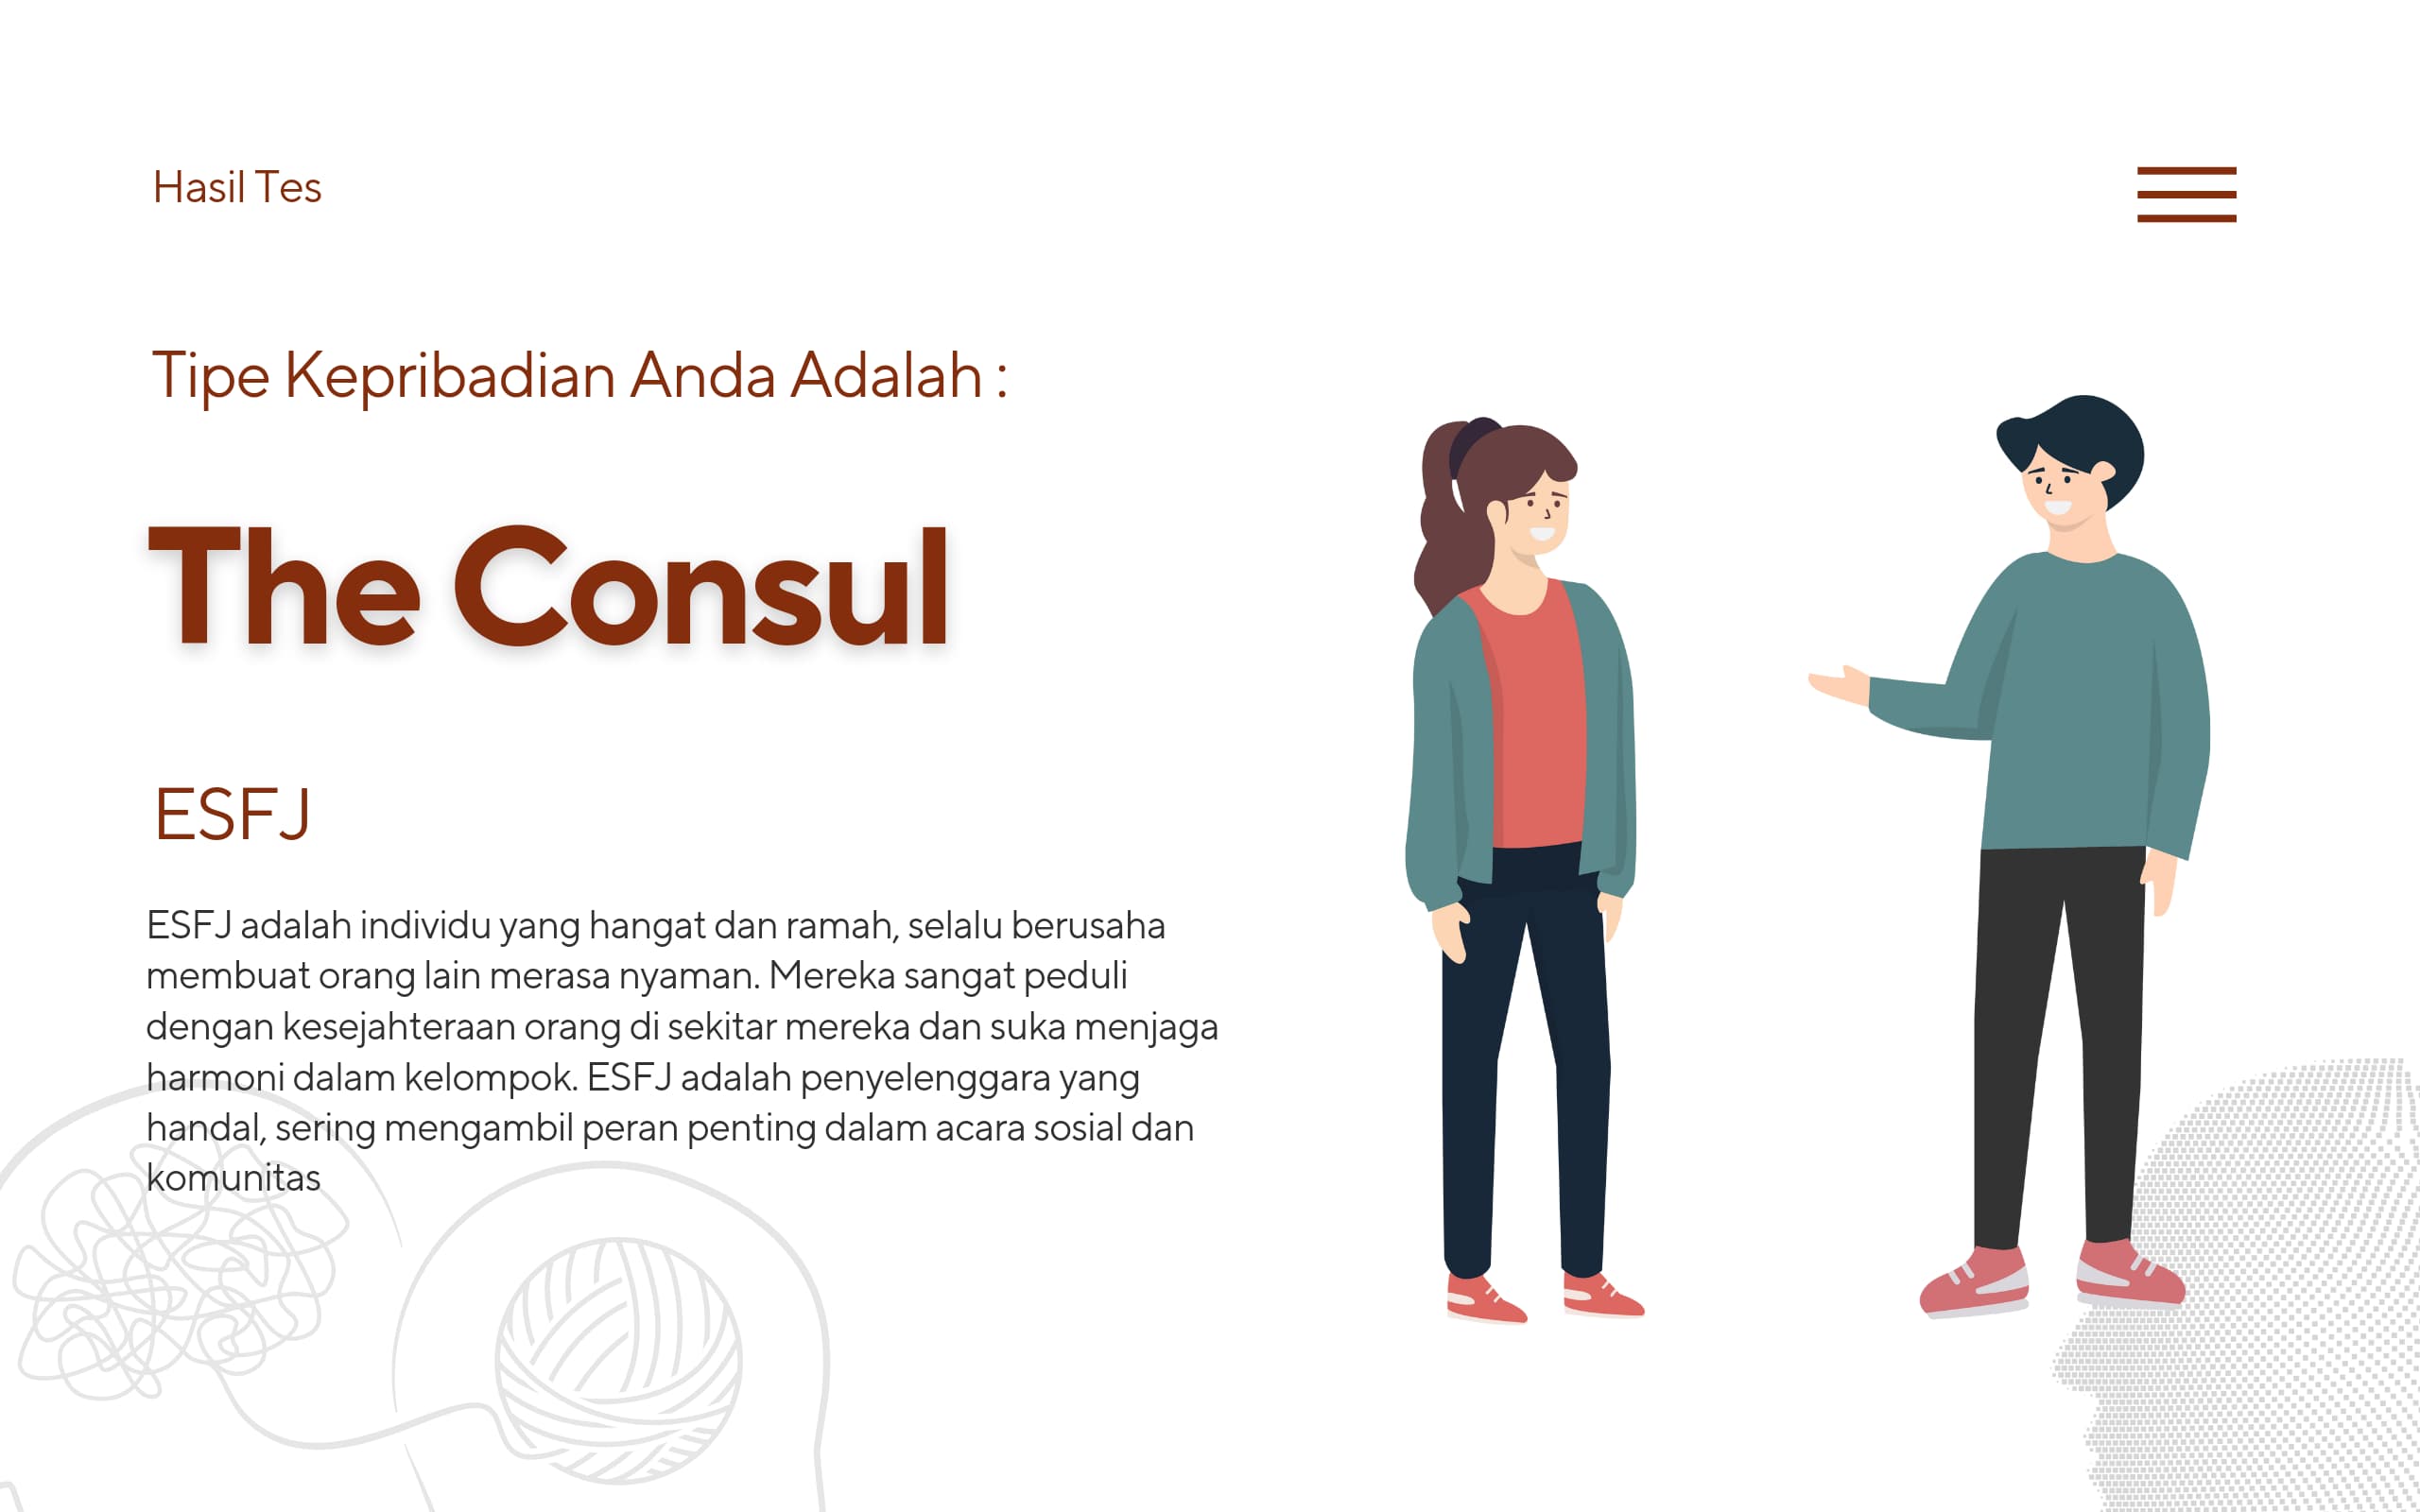 Hasil Tes
Tipe Kepribadian Anda Adalah :
The Consul
ESFJ
ESFJ adalah individu yang hangat dan ramah, selalu berusaha
membuat orang lain merasa nyaman. Mereka sangat peduli
dengan kesejahteraan orang di sekitar mereka dan suka menjaga
harmoni dalam kelompok. ESFJ adalah penyelenggara yang
handal, sering mengambil peran penting dalam acara sosial dan
komunitas